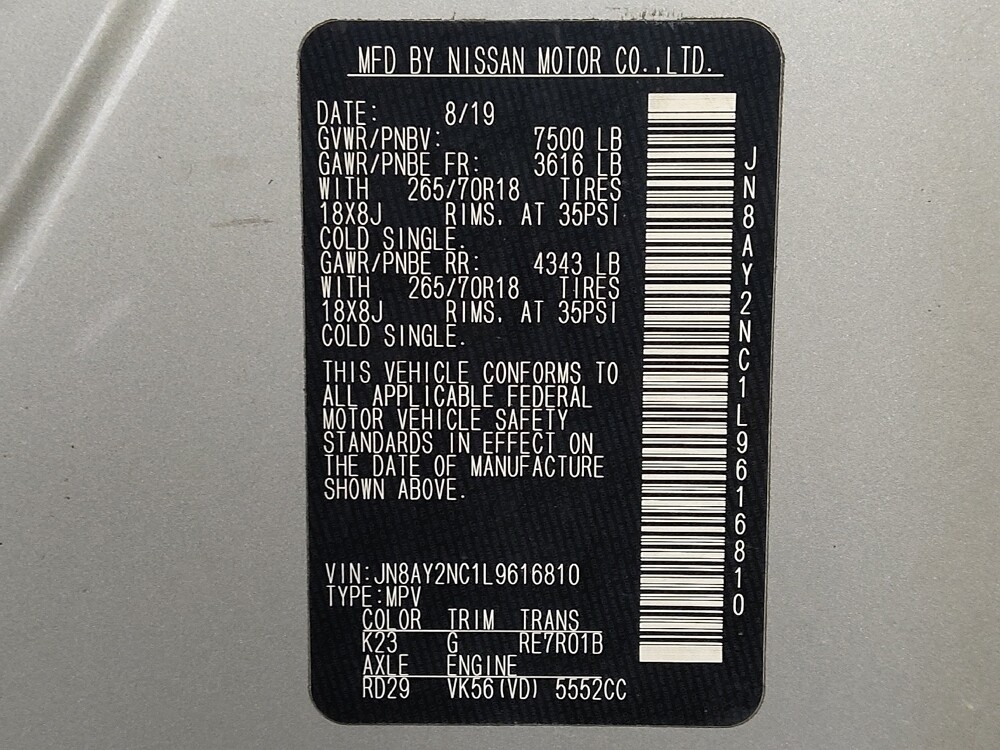 MFD BY NISSAN MOTOR CO.,LTD.
DATE: 8/19
GVWR/PNBV: 7500 LB
GAWR/PNBE FR: 3616 LB
WITH 265/70R18 TIRES
18X8J RIMS, AT 35PSI
COLD SINGLE.
GAWR/PNBE RR: 4343 LB
WITH 265/70R18 TIRES
18X8J RIMS, AT 35PSI
COLD SINGLE.
THIS VEHICLE CONFORMS TO
ALL APPLICABLE FEDERAL
MOTOR VEHICLE SAFETY
STANDARDS IN EFFECT ON
THE DATE OF MANUFACTURE
SHOWN ABOVE.
VIN:JN8AY2NC1L9616810
TYPE:MPV
COLOR TRIM TRANS
K23 G RE7R01B
AXLE ENGINE
RD29 VK56(VD) 5552CC
JN8AY2NC1L9616810